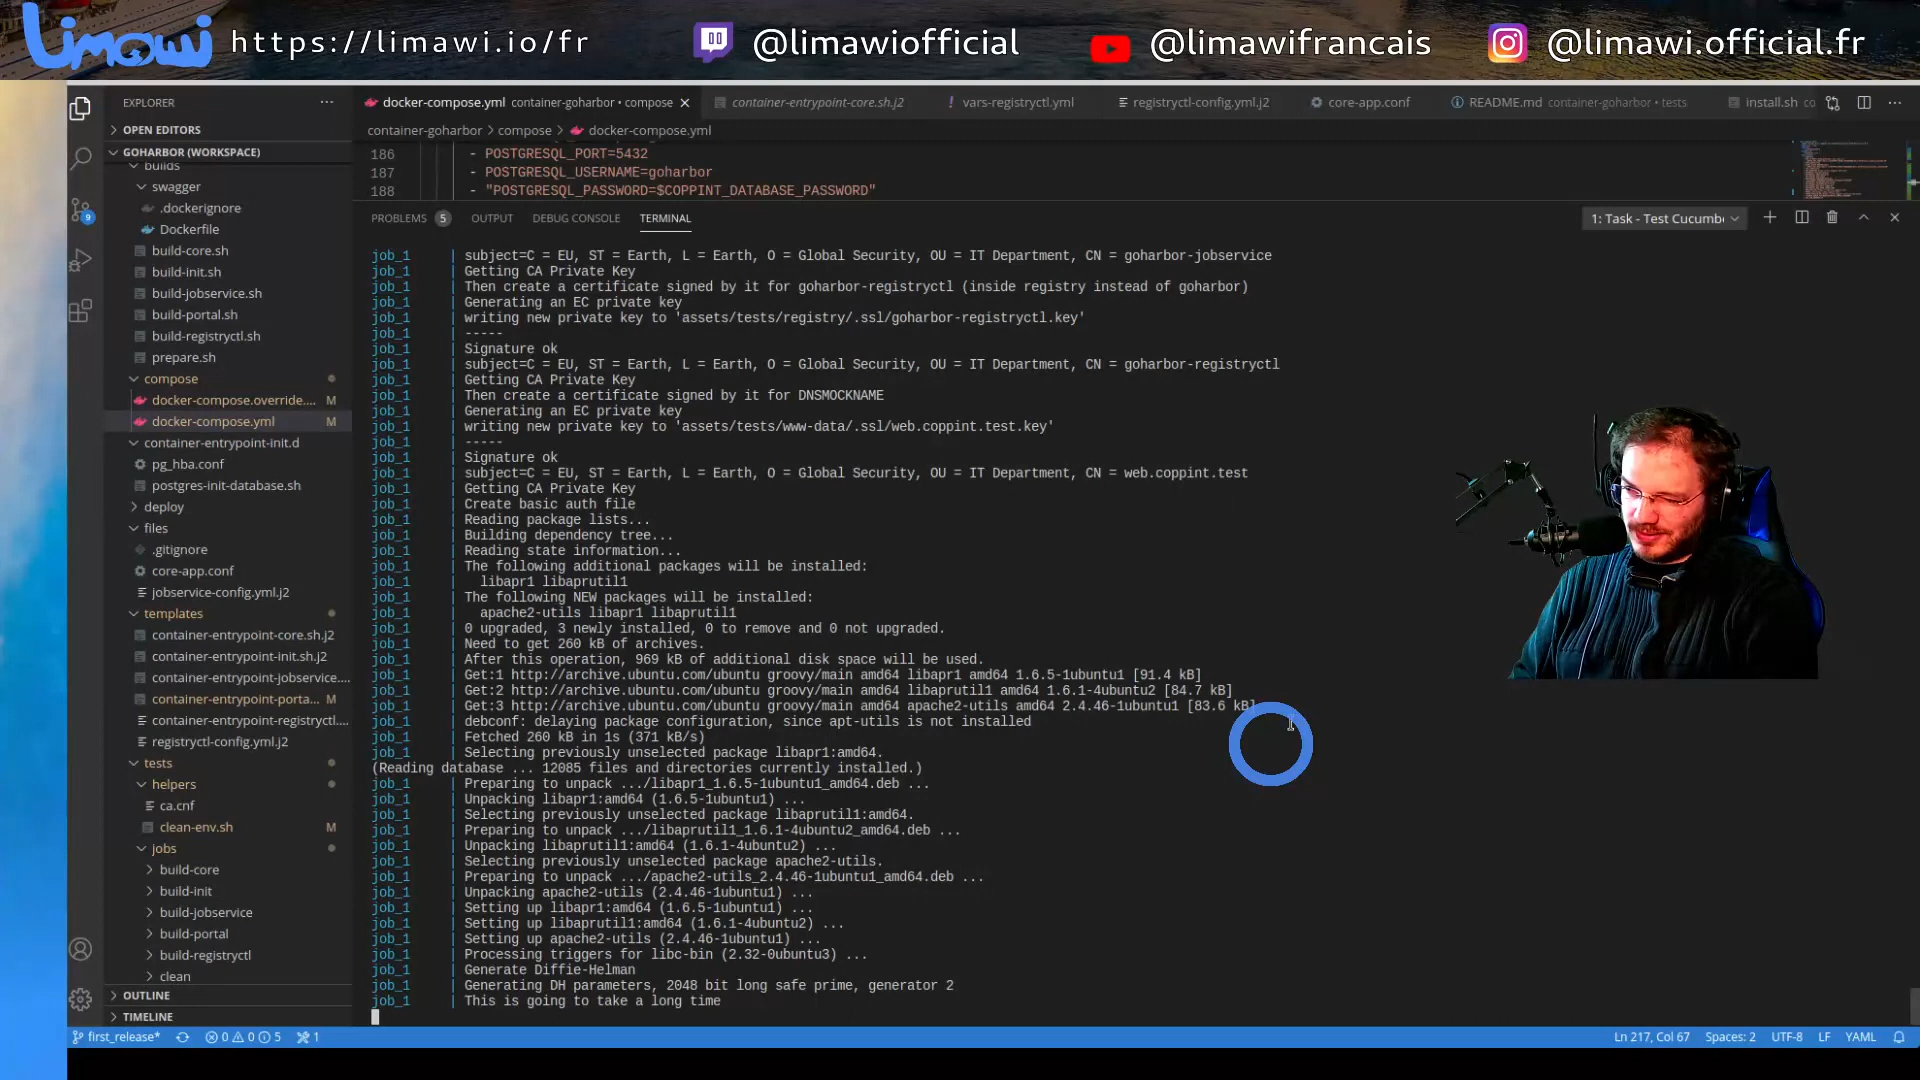 Limawi https://limawi.io/fr @limawiofficial @limawifrancais @limawi.official.fr
EXPLORER ···
OPEN EDITORS
GOHARBOR (WORKSPACE)
builds
swagger
.dockerignore
Dockerfile
build-core.sh
build-init.sh
build-jobservice.sh
build-portal.sh
build-registryctl.sh
prepare.sh
compose
docker-compose.override.... M
docker-compose.yml M
container-entrypoint-init.d
pg_hba.conf
postgres-init-database.sh
deploy
files
.gitignore
core-app.conf
jobservice-config.yml.j2
templates
container-entrypoint-core.sh.j2
container-entrypoint-init.sh.j2
container-entrypoint-jobservice....
container-entrypoint-porta... M
container-entrypoint-registryctl....
registryctl-config.yml.j2
tests
helpers
ca.cnf
clean-env.sh M
jobs
build-core
build-init
build-jobservice
build-portal
build-registryctl
clean
OUTLINE
TIMELINE
docker-compose.yml container-goharbor • compose container-entrypoint-core.sh.j2 vars-registryctl.yml registryctl-config.yml.j2 core-app.conf README.md container-goharbor • tests install.sh co
container-goharbor > compose > docker-compose.yml
186 - POSTGRESQL_PORT=5432
187 - POSTGRESQL_USERNAME=goharbor
188 - "POSTGRESQL_PASSWORD=$COPPINT_DATABASE_PASSWORD"
PROBLEMS 5 OUTPUT DEBUG CONSOLE TERMINAL 1: Task - Test Cucumbe
job_1 | subject=C = EU, ST = Earth, L = Earth, O = Global Security, OU = IT Department, CN = goharbor-jobservice
job_1 | Getting CA Private Key
job_1 | Then create a certificate signed by it for goharbor-registryctl (inside registry instead of goharbor)
job_1 | Generating an EC private key
job_1 | writing new private key to 'assets/tests/registry/.ssl/goharbor-registryctl.key'
job_1 | -----
job_1 | Signature ok
job_1 | subject=C = EU, ST = Earth, L = Earth, O = Global Security, OU = IT Department, CN = goharbor-registryctl
job_1 | Getting CA Private Key
job_1 | Then create a certificate signed by it for DNSMOCKNAME
job_1 | Generating an EC private key
job_1 | writing new private key to 'assets/tests/www-data/.ssl/web.coppint.test.key'
job_1 | -----
job_1 | Signature ok
job_1 | subject=C = EU, ST = Earth, L = Earth, O = Global Security, OU = IT Department, CN = web.coppint.test
job_1 | Getting CA Private Key
job_1 | Create basic auth file
job_1 | Reading package lists...
job_1 | Building dependency tree...
job_1 | Reading state information...
job_1 | The following additional packages will be installed:
job_1 | libapr1 libaprutil1
job_1 | The following NEW packages will be installed:
job_1 | apache2-utils libapr1 libaprutil1
job_1 | 0 upgraded, 3 newly installed, 0 to remove and 0 not upgraded.
job_1 | Need to get 260 kB of archives.
job_1 | After this operation, 969 kB of additional disk space will be used.
job_1 | Get:1 http://archive.ubuntu.com/ubuntu groovy/main amd64 libapr1 amd64 1.6.5-1ubuntu1 [91.4 kB]
job_1 | Get:2 http://archive.ubuntu.com/ubuntu groovy/main amd64 libaprutil1 amd64 1.6.1-4ubuntu2 [84.7 kB]
job_1 | Get:3 http://archive.ubuntu.com/ubuntu groovy/main amd64 apache2-utils amd64 2.4.46-1ubuntu1 [83.6 kB]
job_1 | debconf: delaying package configuration, since apt-utils is not installed
job_1 | Fetched 260 kB in 1s (371 kB/s)
job_1 | Selecting previously unselected package libapr1:amd64.
(Reading database ... 12085 files and directories currently installed.)
job_1 | Preparing to unpack .../libapr1_1.6.5-1ubuntu1_amd64.deb ...
job_1 | Unpacking libapr1:amd64 (1.6.5-1ubuntu1) ...
job_1 | Selecting previously unselected package libaprutil1:amd64.
job_1 | Preparing to unpack .../libaprutil1_1.6.1-4ubuntu2_amd64.deb ...
job_1 | Unpacking libaprutil1:amd64 (1.6.1-4ubuntu2) ...
job_1 | Selecting previously unselected package apache2-utils.
job_1 | Preparing to unpack .../apache2-utils_2.4.46-1ubuntu1_amd64.deb ...
job_1 | Unpacking apache2-utils (2.4.46-1ubuntu1) ...
job_1 | Setting up libapr1:amd64 (1.6.5-1ubuntu1) ...
job_1 | Setting up libaprutil1:amd64 (1.6.1-4ubuntu2) ...
job_1 | Setting up apache2-utils (2.4.46-1ubuntu1) ...
job_1 | Processing triggers for libc-bin (2.32-0ubuntu3) ...
job_1 | Generate Diffie-Helman
job_1 | Generating DH parameters, 2048 bit long safe prime, generator 2
job_1 | This is going to take a long time
first_release* 0 0 5 1 Ln 217, Col 67 Spaces: 2 UTF-8 LF YAML